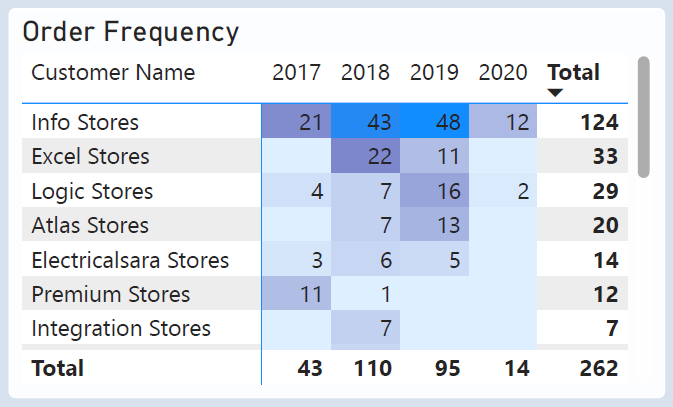 Order Frequency
Customer Name 2017 2018 2019 2020 Total
Info Stores 21 43 48 12 124
Excel Stores 22 11 33
Logic Stores 4 7 16 2 29
Atlas Stores 7 13 20
Electricalsara Stores 3 6 5 14
Premium Stores 11 1 12
Integration Stores 7 7
Total 43 110 95 14 262